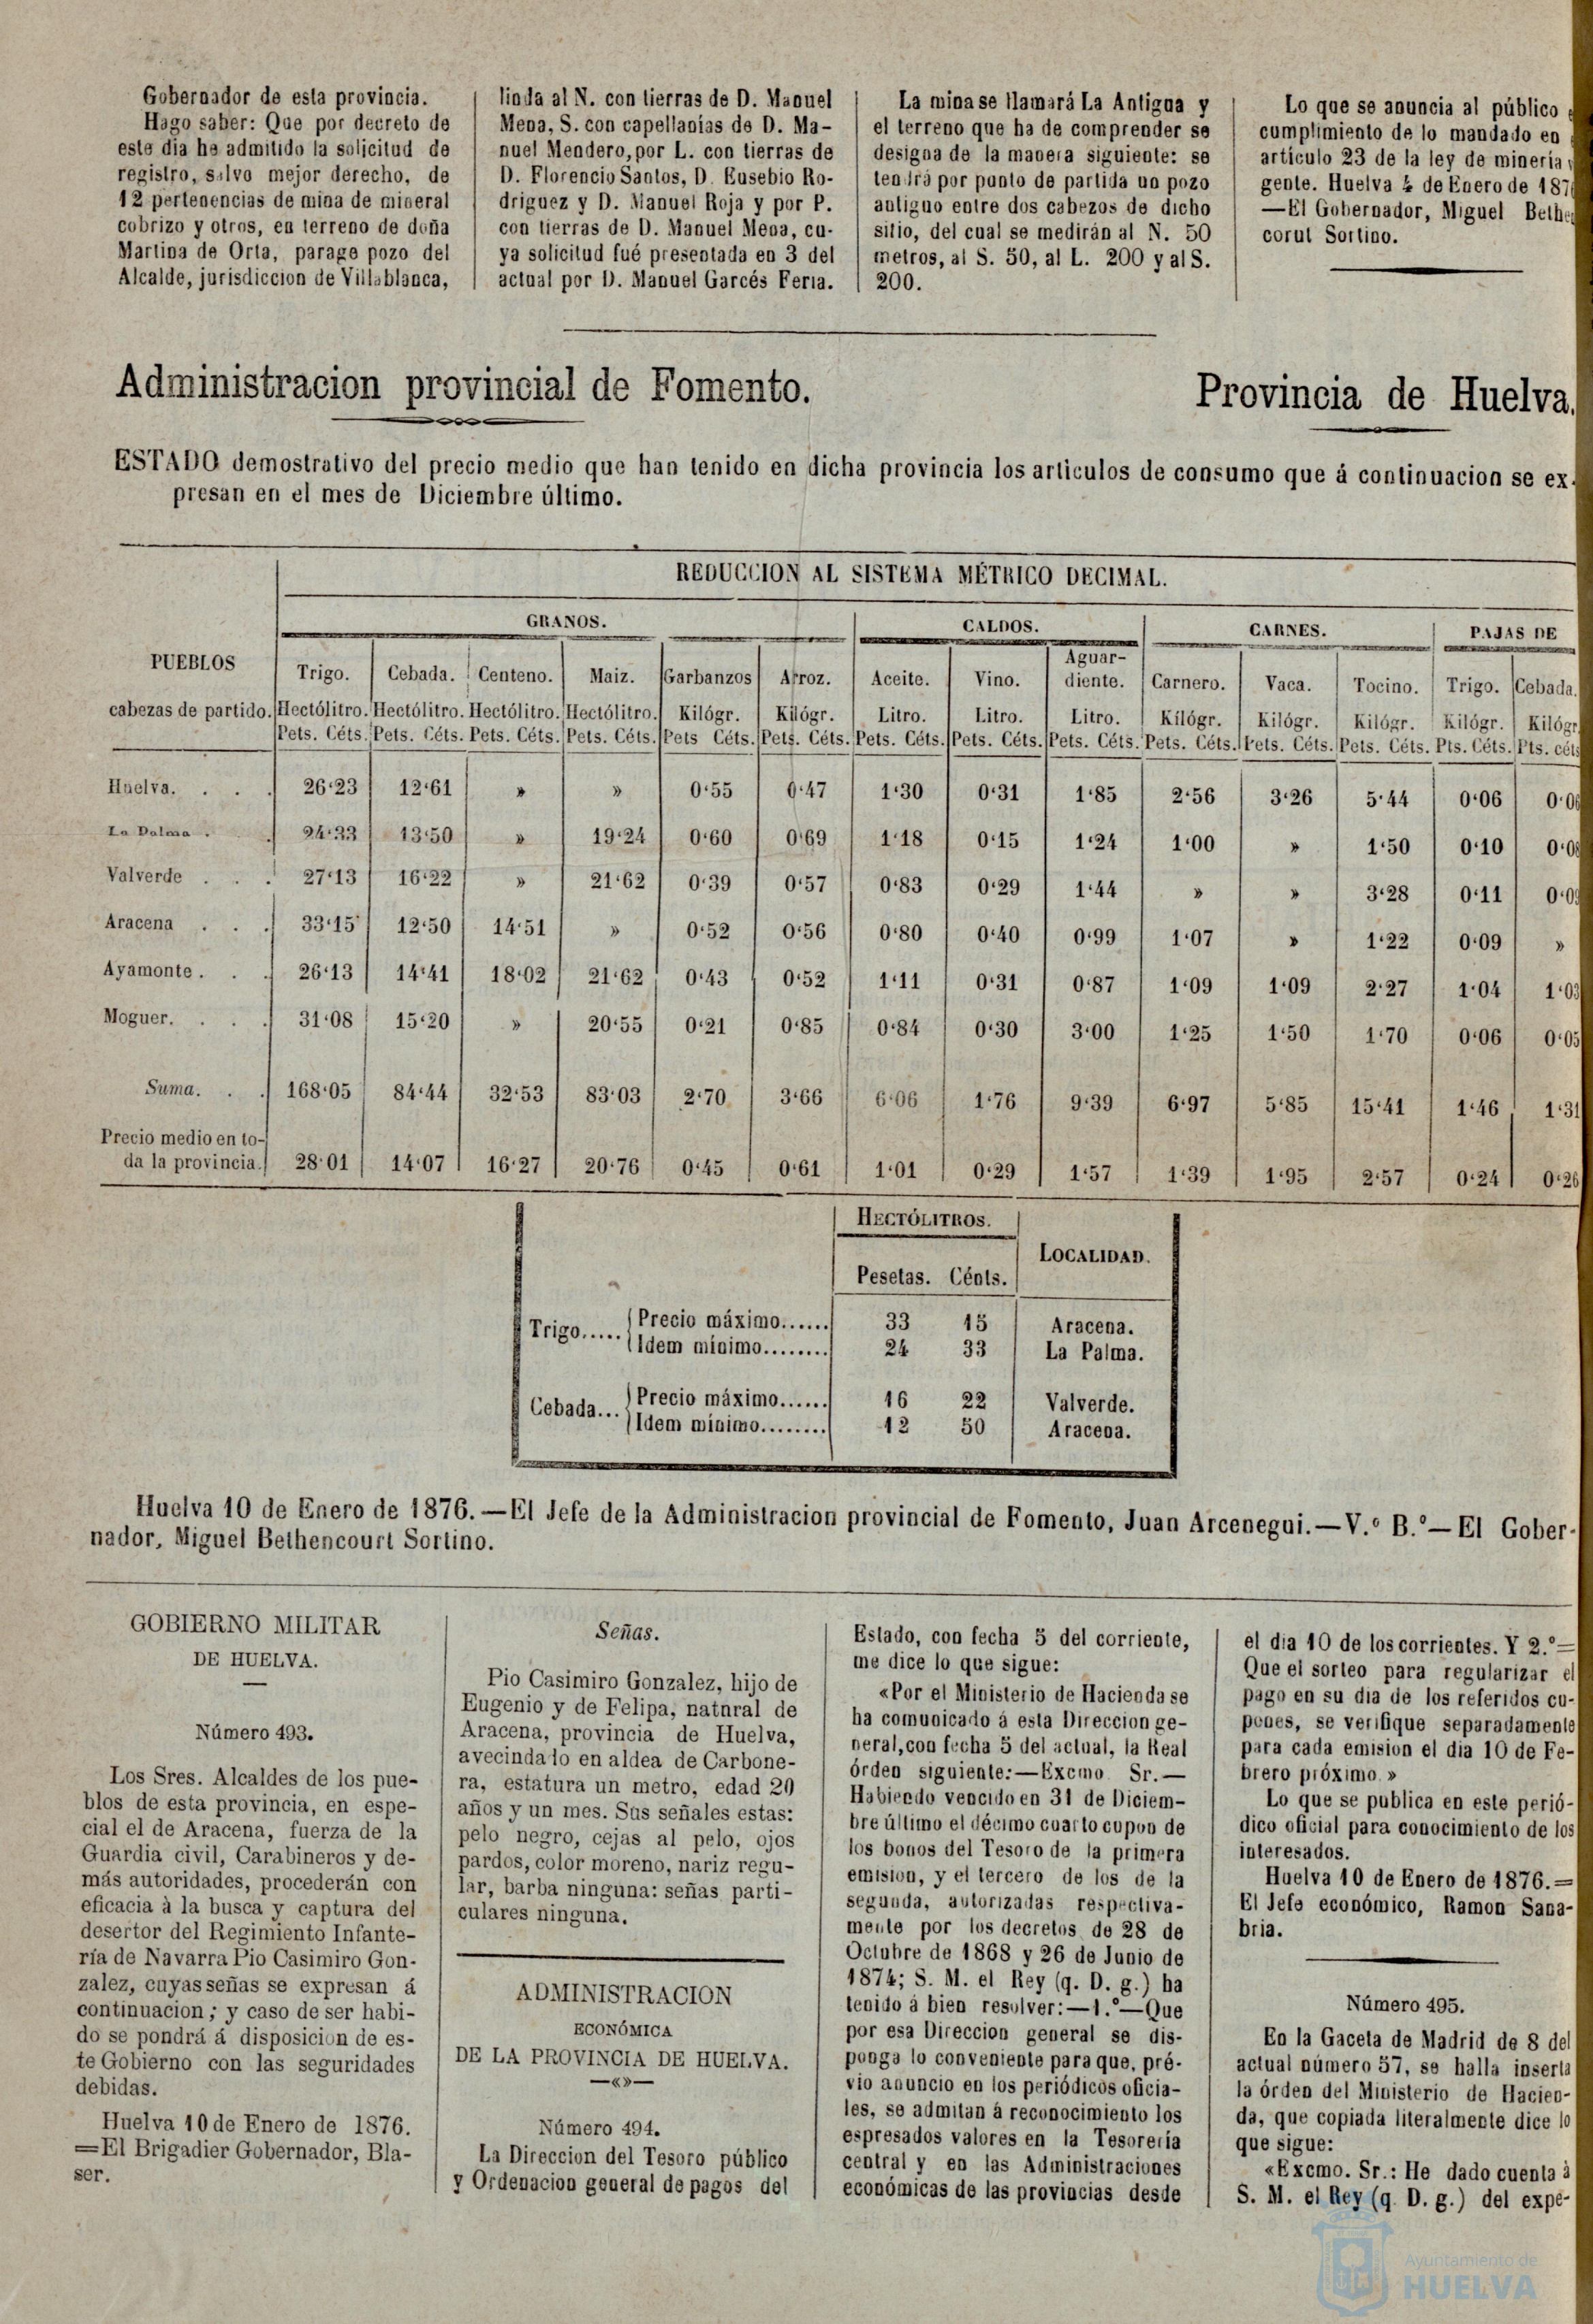 Gobernador de esta provincia.
Hago saber: Que por decreto de
este dia he admitido la solicitud de
registro, salvo mejor derecho, de
12 pertenencias de mina de mineral
cobrizo y otros, en terreno de doña
Martina de Orta, parage pozo del
Alcalde, jurisdiccion de Villablanca,
linda al N. con tierras de D. Manuel
Mena, S. con capellanías de D. Ma-
nuel Mendero, por L. con tierras de
D. Florencio Santos, D. Eusebio Ro-
driguez y D. Manuel Roja y por P.
con tierras de D. Manuel Mena, cu-
ya solicitud fué presentada en 3 del
actual por D. Manuel Garcés Feria.
La mina se llamará La Antigua y
el terreno que ha de comprender se
designa de la manera siguiente: se
tendrá por punto de partida un pozo
antiguo entre dos cabezos de dicho
sitio, del cual se medirán al N. 50
metros, al S. 50, al L. 200 y al S.
200.
Lo que se anuncia al público
cumplimiento de lo mandado en
artículo 23 de la ley de minería
gente. Huelva 4 de Enero de 187
—El Gobernador, Miguel Bethen
corut Sortino.
Administracion provincial de Fomento.
Provincia de Huelva.
ESTADO demostrativo del precio medio que han tenido en dicha provincia los artículos de consumo que á continuacion se ex-
presan en el mes de Diciembre último.
REDUCCION AL SISTEMA MÉTRICO DECIMAL.
GRANOS. CALDOS. CARNES. PAJAS DE
PUEBLOS
cabezas de partido.
Trigo. Cebada. Centeno. Maiz. Garbanzos Arroz. Aceite. Vino. Aguar-diente. Carnero. Vaca. Tocino. Trigo. Cebada.
Hectólitro. Hectólitro. Hectólitro. Hectólitro. Kilógr. Kilógr. Litro. Litro. Litro. Kilógr. Kilógr. Kilógr. Kilógr. Kilógr
Pets. Céts. Pets. Céts. Pets. Céts. Pets. Céts. Pets Céts. Pets. Céts. Pets. Céts. Pets. Céts. Pets. Céts. Pets. Céts. Pets. Céts. Pets. Céts. Pts. Céts. Pts. céts
Huelva. . . . 26'23 12'61 » » 0'55 0'47 1'30 0'31 1'85 2'56 3'26 5'44 0'06 0'06
La Palma . . 24'33 13'50 » 19'24 0'60 0'69 1'18 0'15 1'24 1'00 » 1'50 0'10 0'08
Valverde . . . 27'13 16'22 » 21'62 0'39 0'57 0'83 0'29 1'44 » » 3'28 0'11 0'0
Aracena . . . 33'15 12'50 14'51 » 0'52 0'56 0'80 0'40 0'99 1'07 » 1'22 0'09 »
Ayamonte . . . 26'13 14'41 18'02 21'62 0'43 0'52 1'11 0'31 0'87 1'09 1'09 2'27 1'04 1'03
Moguer. . . . 31'08 15'20 » 20'55 0'21 0'85 0'84 0'30 3'00 1'25 1'50 1'70 0'06 0'05
Suma. . . 168'05 84'44 32'53 83'03 2'70 3'66 6'06 1'76 9'39 6'97 5'85 15'41 1'46 1'31
Precio medio en to-
da la provincia. 28'01 14'07 16'27 20'76 0'45 0'61 1'01 0'29 1'57 1'39 1'95 2'57 0'24 0'26
HECTÓLITROS.
LOCALIDAD.
Pesetas. Cénts.
Trigo..... Precio máximo...... 33 15 Aracena.
Idem mínimo........ 24 33 La Palma.
Cebada... Precio máximo...... 16 22 Valverde.
Idem mínimo........ 12 50 Aracena.
Huelva 10 de Enero de 1876.—El Jefe de la Administracion provincial de Fomento, Juan Arcenegui.—V.º B.º—El Gober-
nador, Miguel Bethencourt Sortino.
GOBIERNO MILITAR
DE HUELVA.
Número 493.
Los Sres. Alcaldes de los pue-
blos de esta provincia, en espe-
cial el de Aracena, fuerza de la
Guardia civil, Carabineros y de-
más autoridades, procederán con
eficacia à la busca y captura del
desertor del Regimiento Infante-
ría de Navarra Pio Casimiro Gon-
zalez, cuyas señas se expresan á
continuacion; y caso de ser habi-
do se pondrá á disposicion de es-
te Gobierno con las seguridades
debidas.
Huelva 10 de Enero de 1876.
=El Brigadier Gobernador, Bla-
ser.
Señas.
Pio Casimiro Gonzalez, hijo de
Eugenio y de Felipa, natnral de
Aracena, provincia de Huelva,
avecindado en aldea de Carbone-
ra, estatura un metro, edad 20
años y un mes. Sus señales estas:
pelo negro, cejas al pelo, ojos
pardos, color moreno, nariz regu-
lar, barba ninguna: señas parti-
culares ninguna.
ADMINISTRACION
ECONÓMICA
DE LA PROVINCIA DE HUELVA.
—«»—
Número 494.
La Direccion del Tesoro público
y Ordenacion general de pagos del
Estado, con fecha 5 del corriente,
me dice lo que sigue:
«Por el Ministerio de Hacienda se
ha comunicado á esta Direccion ge-
neral, con fecha 5 del actual, la Real
órden siguiente:—Excmo. Sr.—
Habiendo vencido en 31 de Diciem-
bre último el décimo cuarto cupon de
los bonos del Tesoro de la primera
emision, y el tercero de los de la
segunda, autorizadas respectiva-
mente por los decretos de 28 de
Octubre de 1868 y 26 de Junio de
1874; S. M. el Rey (q. D. g.) ha
tenido á bien resolver:—1.º—Que
por esa Direccion general se dis-
ponga lo conveniente para que, pré-
vio anuncio en los periódicos oficia-
les, se admitan á reconocimiento los
espresados valores en la Tesorería
central y en las Administraciones
económicas de las provincias desde
el dia 10 de los corrientes. Y 2.º=
Que el sorteo para regularizar el
pago en su dia de los referidos cu-
pones, se verifique separadamente
para cada emision el dia 10 de Fe-
brero próximo.»
Lo que se publica en este perió-
dico oficial para conocimiento de los
interesados.
Huelva 10 de Enero de 1876.=
El Jefe económico, Ramon Sana-
bria.
Número 495.
En la Gaceta de Madrid de 8 del
actual número 57, se halla inserta
la órden del Ministerio de Hacien-
da, que copiada literalmente dice lo
que sigue:
«Excmo. Sr.: He dado cuenta à
S. M. el Rey (q. D. g.) del expe-
Ayuntamiento de
HUELVA